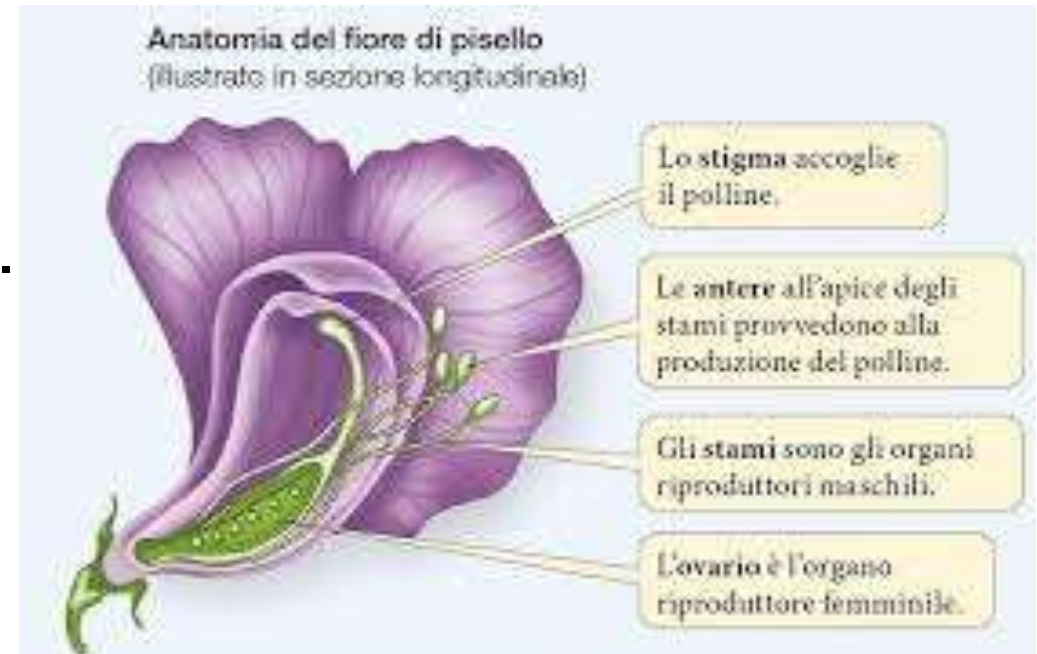 Anatomia del fiore di pisello
(illustrato in sezione longitudinale)
Lo stigma accoglie
il polline.
Le antere all'apice degli
stami provvedono alla
produzione del polline.
Gli stami sono gli organi
riproduttori maschili.
L'ovario è l'organo
riproduttore femminile.